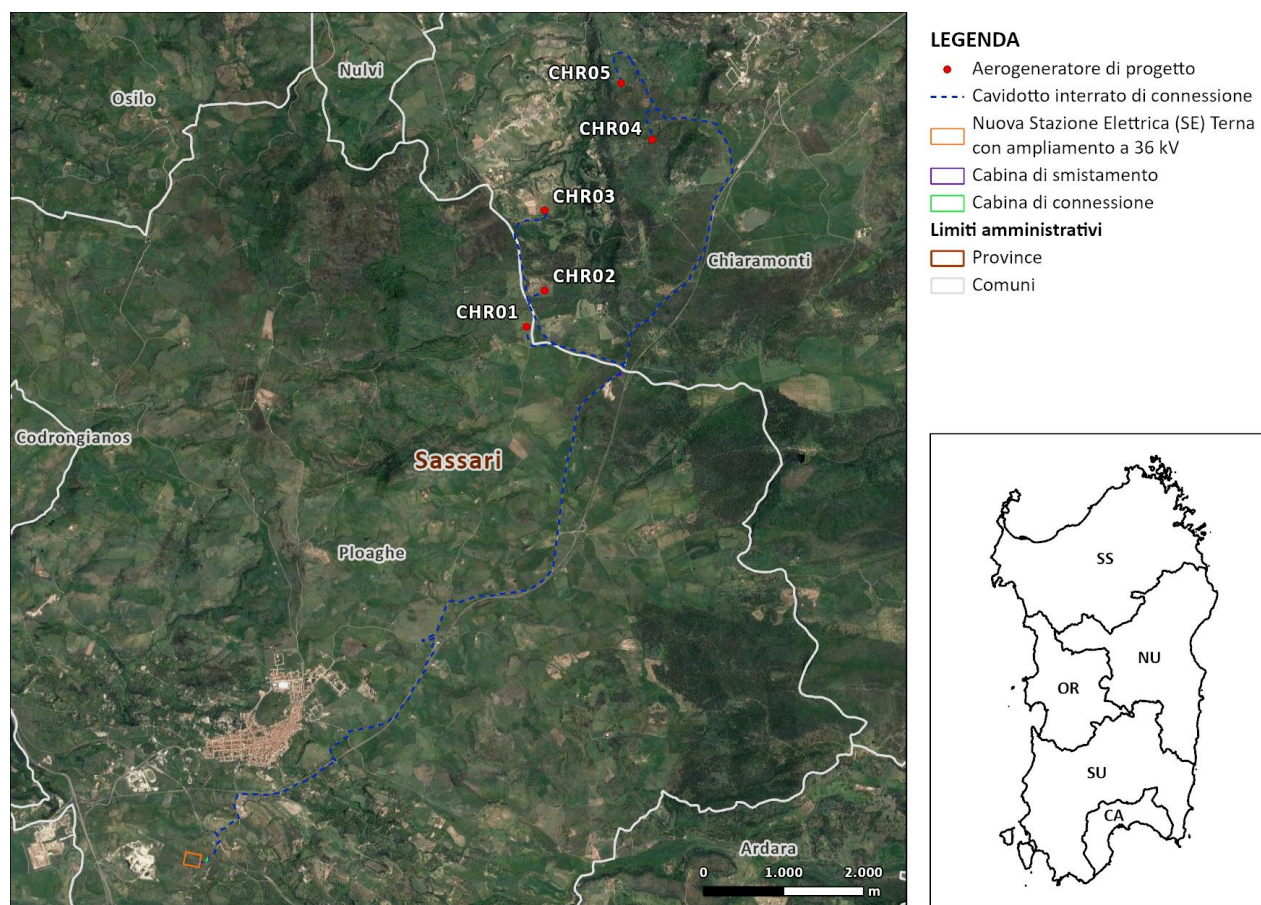 Nulvi
Osilo
CHR05
CHR04
CHR03
Chiaramonti
CHR02
CHR01
Codrongianos
Sassari
Ploaghe
Ardara
0 1.000 2.000
m
LEGENDA
Aerogeneratore di progetto
Cavidotto interrato di connessione
Nuova Stazione Elettrica (SE) Terna
con ampliamento a 36 kV
Cabina di smistamento
Cabina di connessione
Limiti amministrativi
Province
Comuni
SS
NU
OR
SU
CA